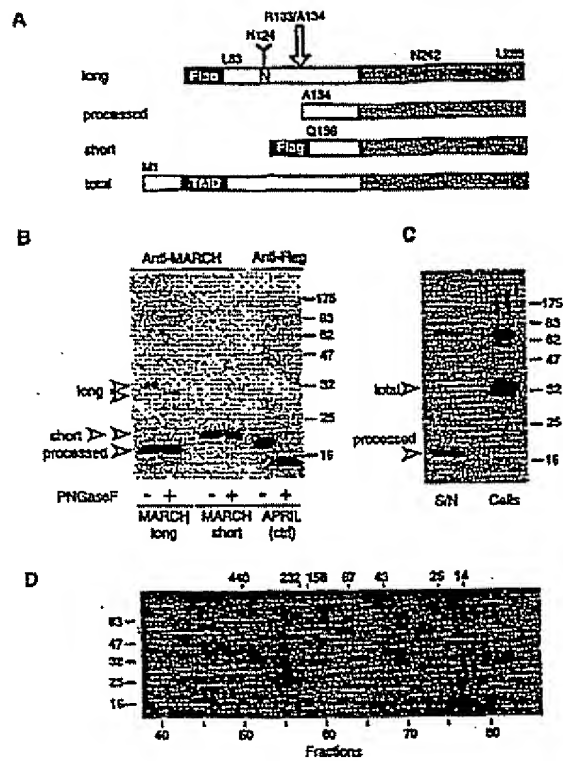 A
R133/A134
N124
L83
N242
long
Flag
N
A134
processed
Q136
short
Flag
M1
total
TMD
B
C
Anti-MARCH
Anti-Flag
175
83
62
47
32
25
16
long
short
processed
PNGaseF
- + - + - +
MARCH long
MARCH short
APRIL (ctrl)
175
83
62
47
32
25
16
total
processed
S/N
Cells
D
440 232 158 67 43 25 14
83
47
32
25
16
40 50 60 70 80
Fractions